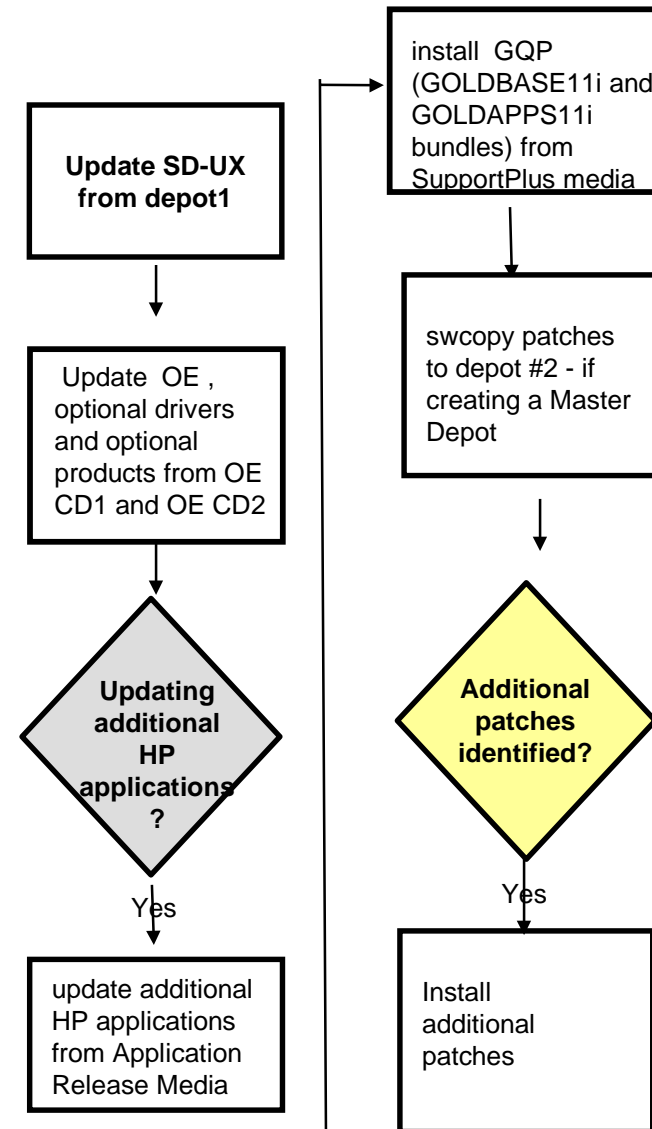 Update SD-UX
from depot1
Update OE ,
optional drivers
and optional
products from OE
CD1 and OE CD2
Updating
additional
HP
applications
?
Yes
update additional
HP applications
from Application
Release Media
install GQP
(GOLDBASE11i and
GOLDAPPS11i
bundles) from
SupportPlus media
swcopy patches
to depot #2 - if
creating a Master
Depot
Additional
patches
identified?
Yes
Install
additional
patches